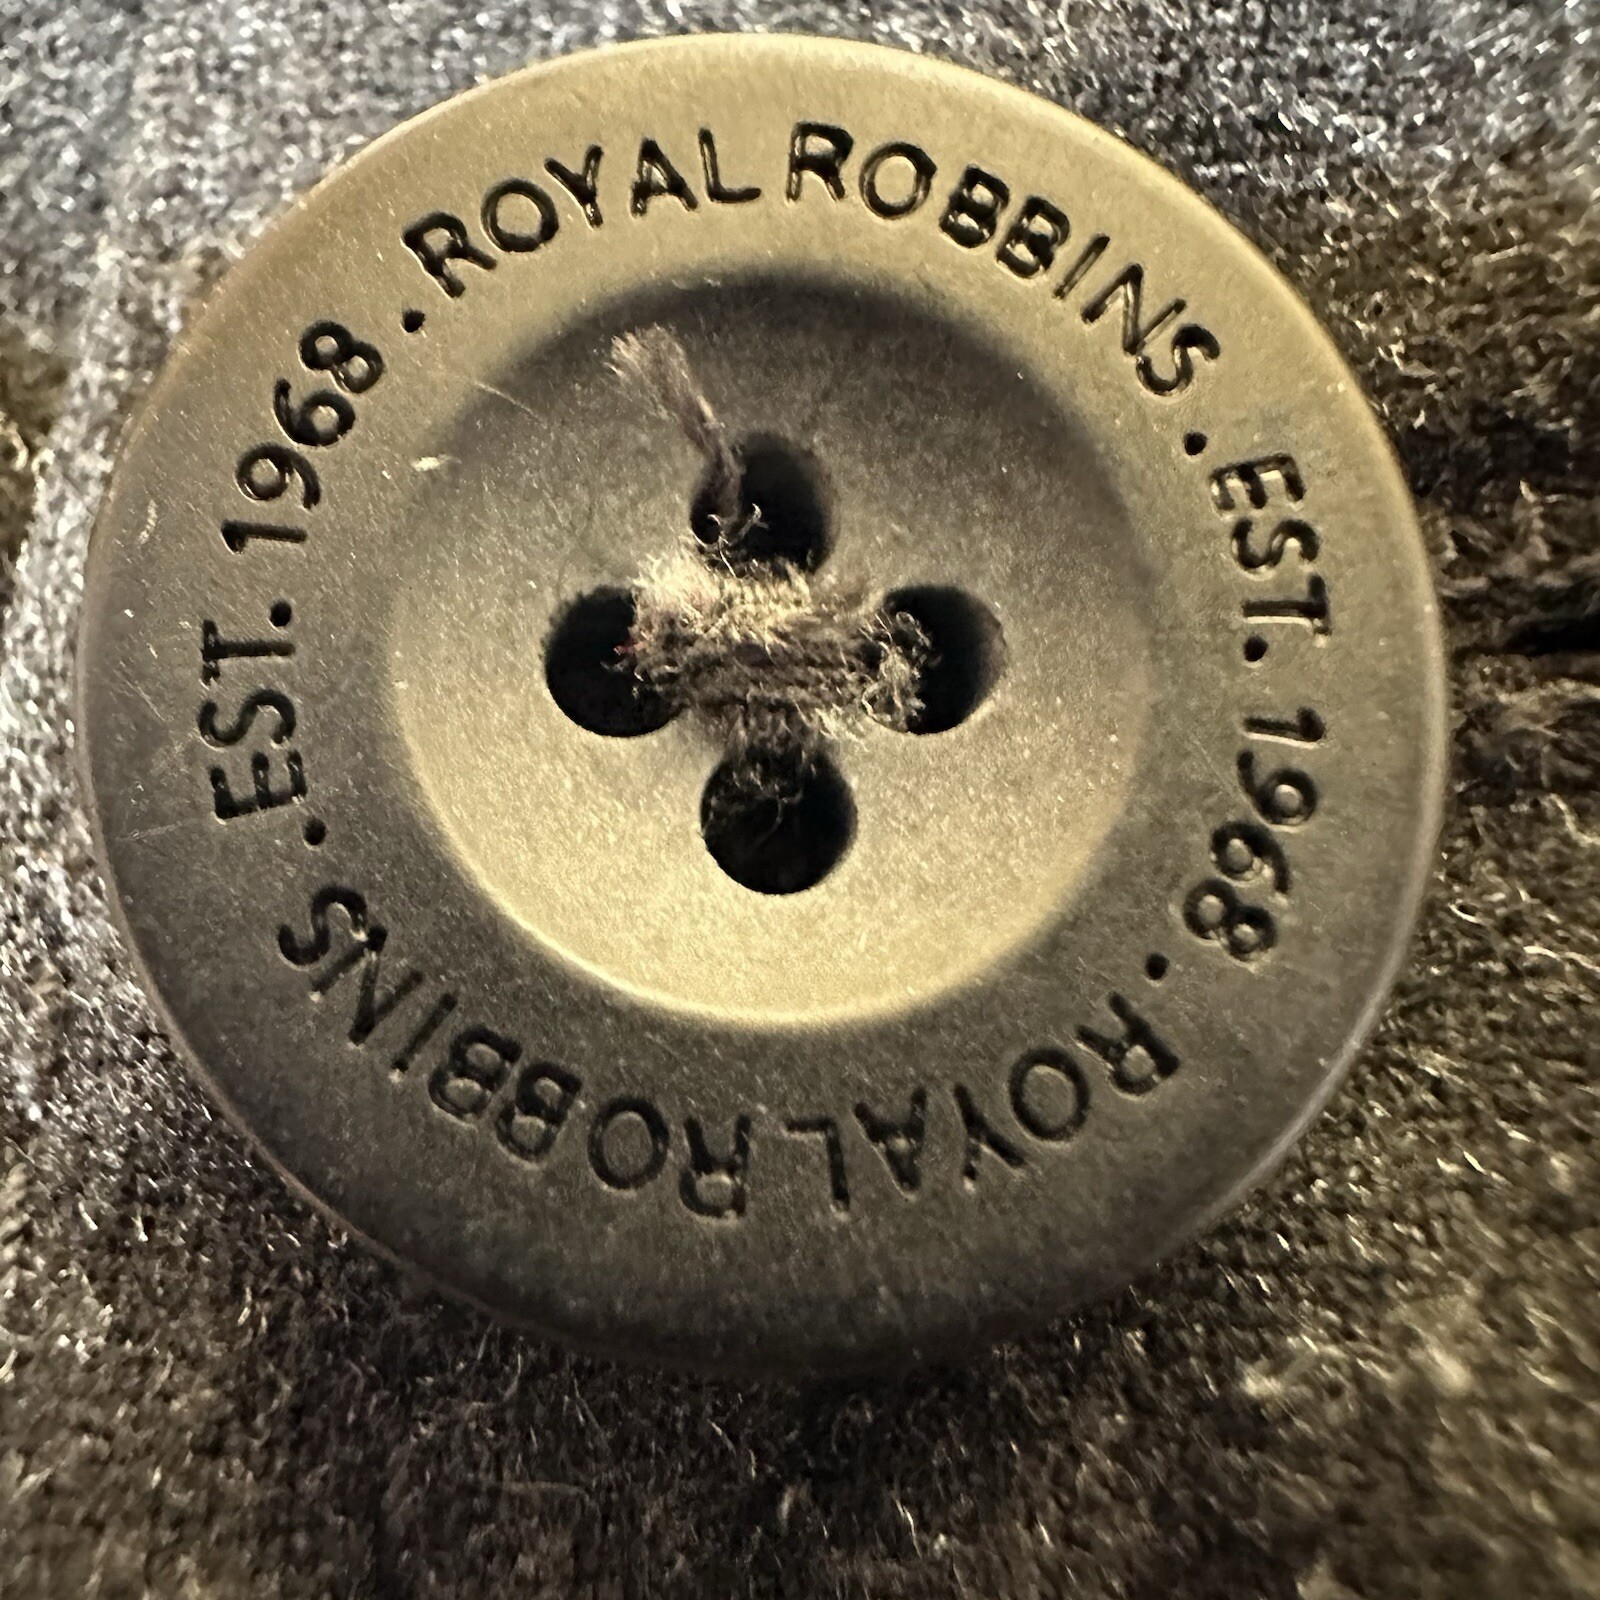 ROYAL ROBBINS . EST. 1968 . ROYAL ROBBINS . EST. 1968 .